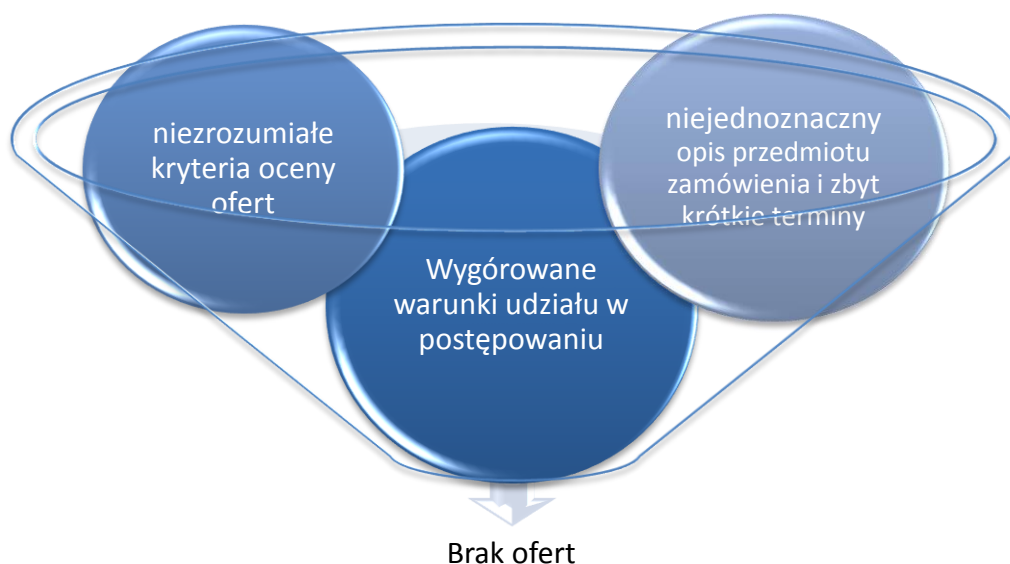 niezrozumiałe
kryteria oceny
ofert
niejednoznaczny
opis przedmiotu
zamówienia i zbyt
krótkie terminy
Wygórowane
warunki udziału w
postępowaniu
Brak ofert